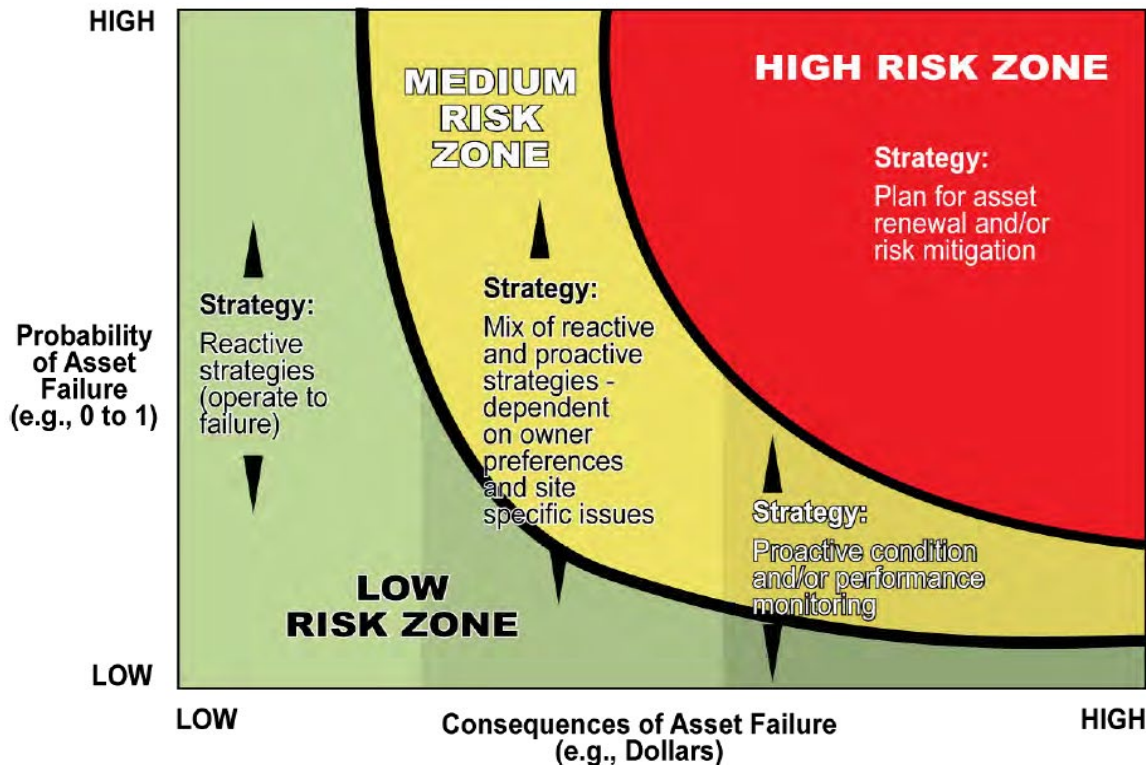 HIGH
MEDIUM
RISK
ZONE
HIGH RISK ZONE
Strategy:
Plan for asset
renewal and/or
risk mitigation
Strategy:
Reactive
strategies
(operate to
failure)
Strategy:
Mix of reactive
and proactive
strategies -
dependent
on owner
preferences
and site
specific issues
Probability
of Asset
Failure
(e.g., 0 to 1)
Strategy:
Proactive condition
and/or performance
monitoring
LOW
RISK ZONE
LOW
LOW
Consequences of Asset Failure
(e.g., Dollars)
HIGH